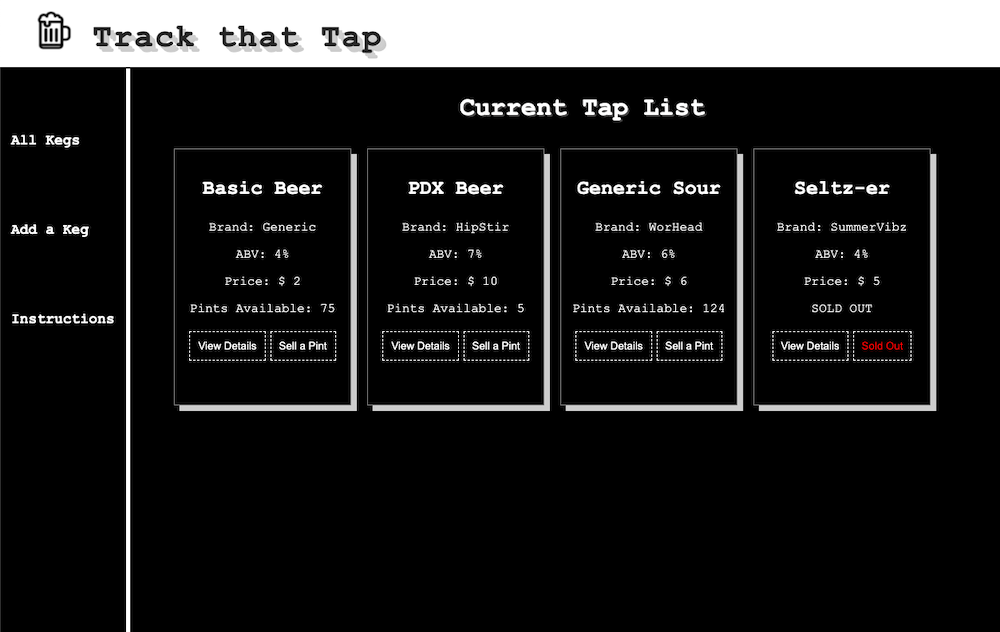 Track that Tap
All Kegs
Add a Keg
Instructions
Current Tap List
Basic Beer
Brand: Generic
ABV: 4%
Price: $ 2
Pints Available: 75
View Details
Sell a Pint
PDX Beer
Brand: HipStir
ABV: 7%
Price: $ 10
Pints Available: 5
View Details
Sell a Pint
Generic Sour
Brand: WorHead
ABV: 6%
Price: $ 6
Pints Available: 124
View Details
Sell a Pint
Seltz-er
Brand: SummerVibz
ABV: 4%
Price: $ 5
SOLD OUT
View Details
Sold Out